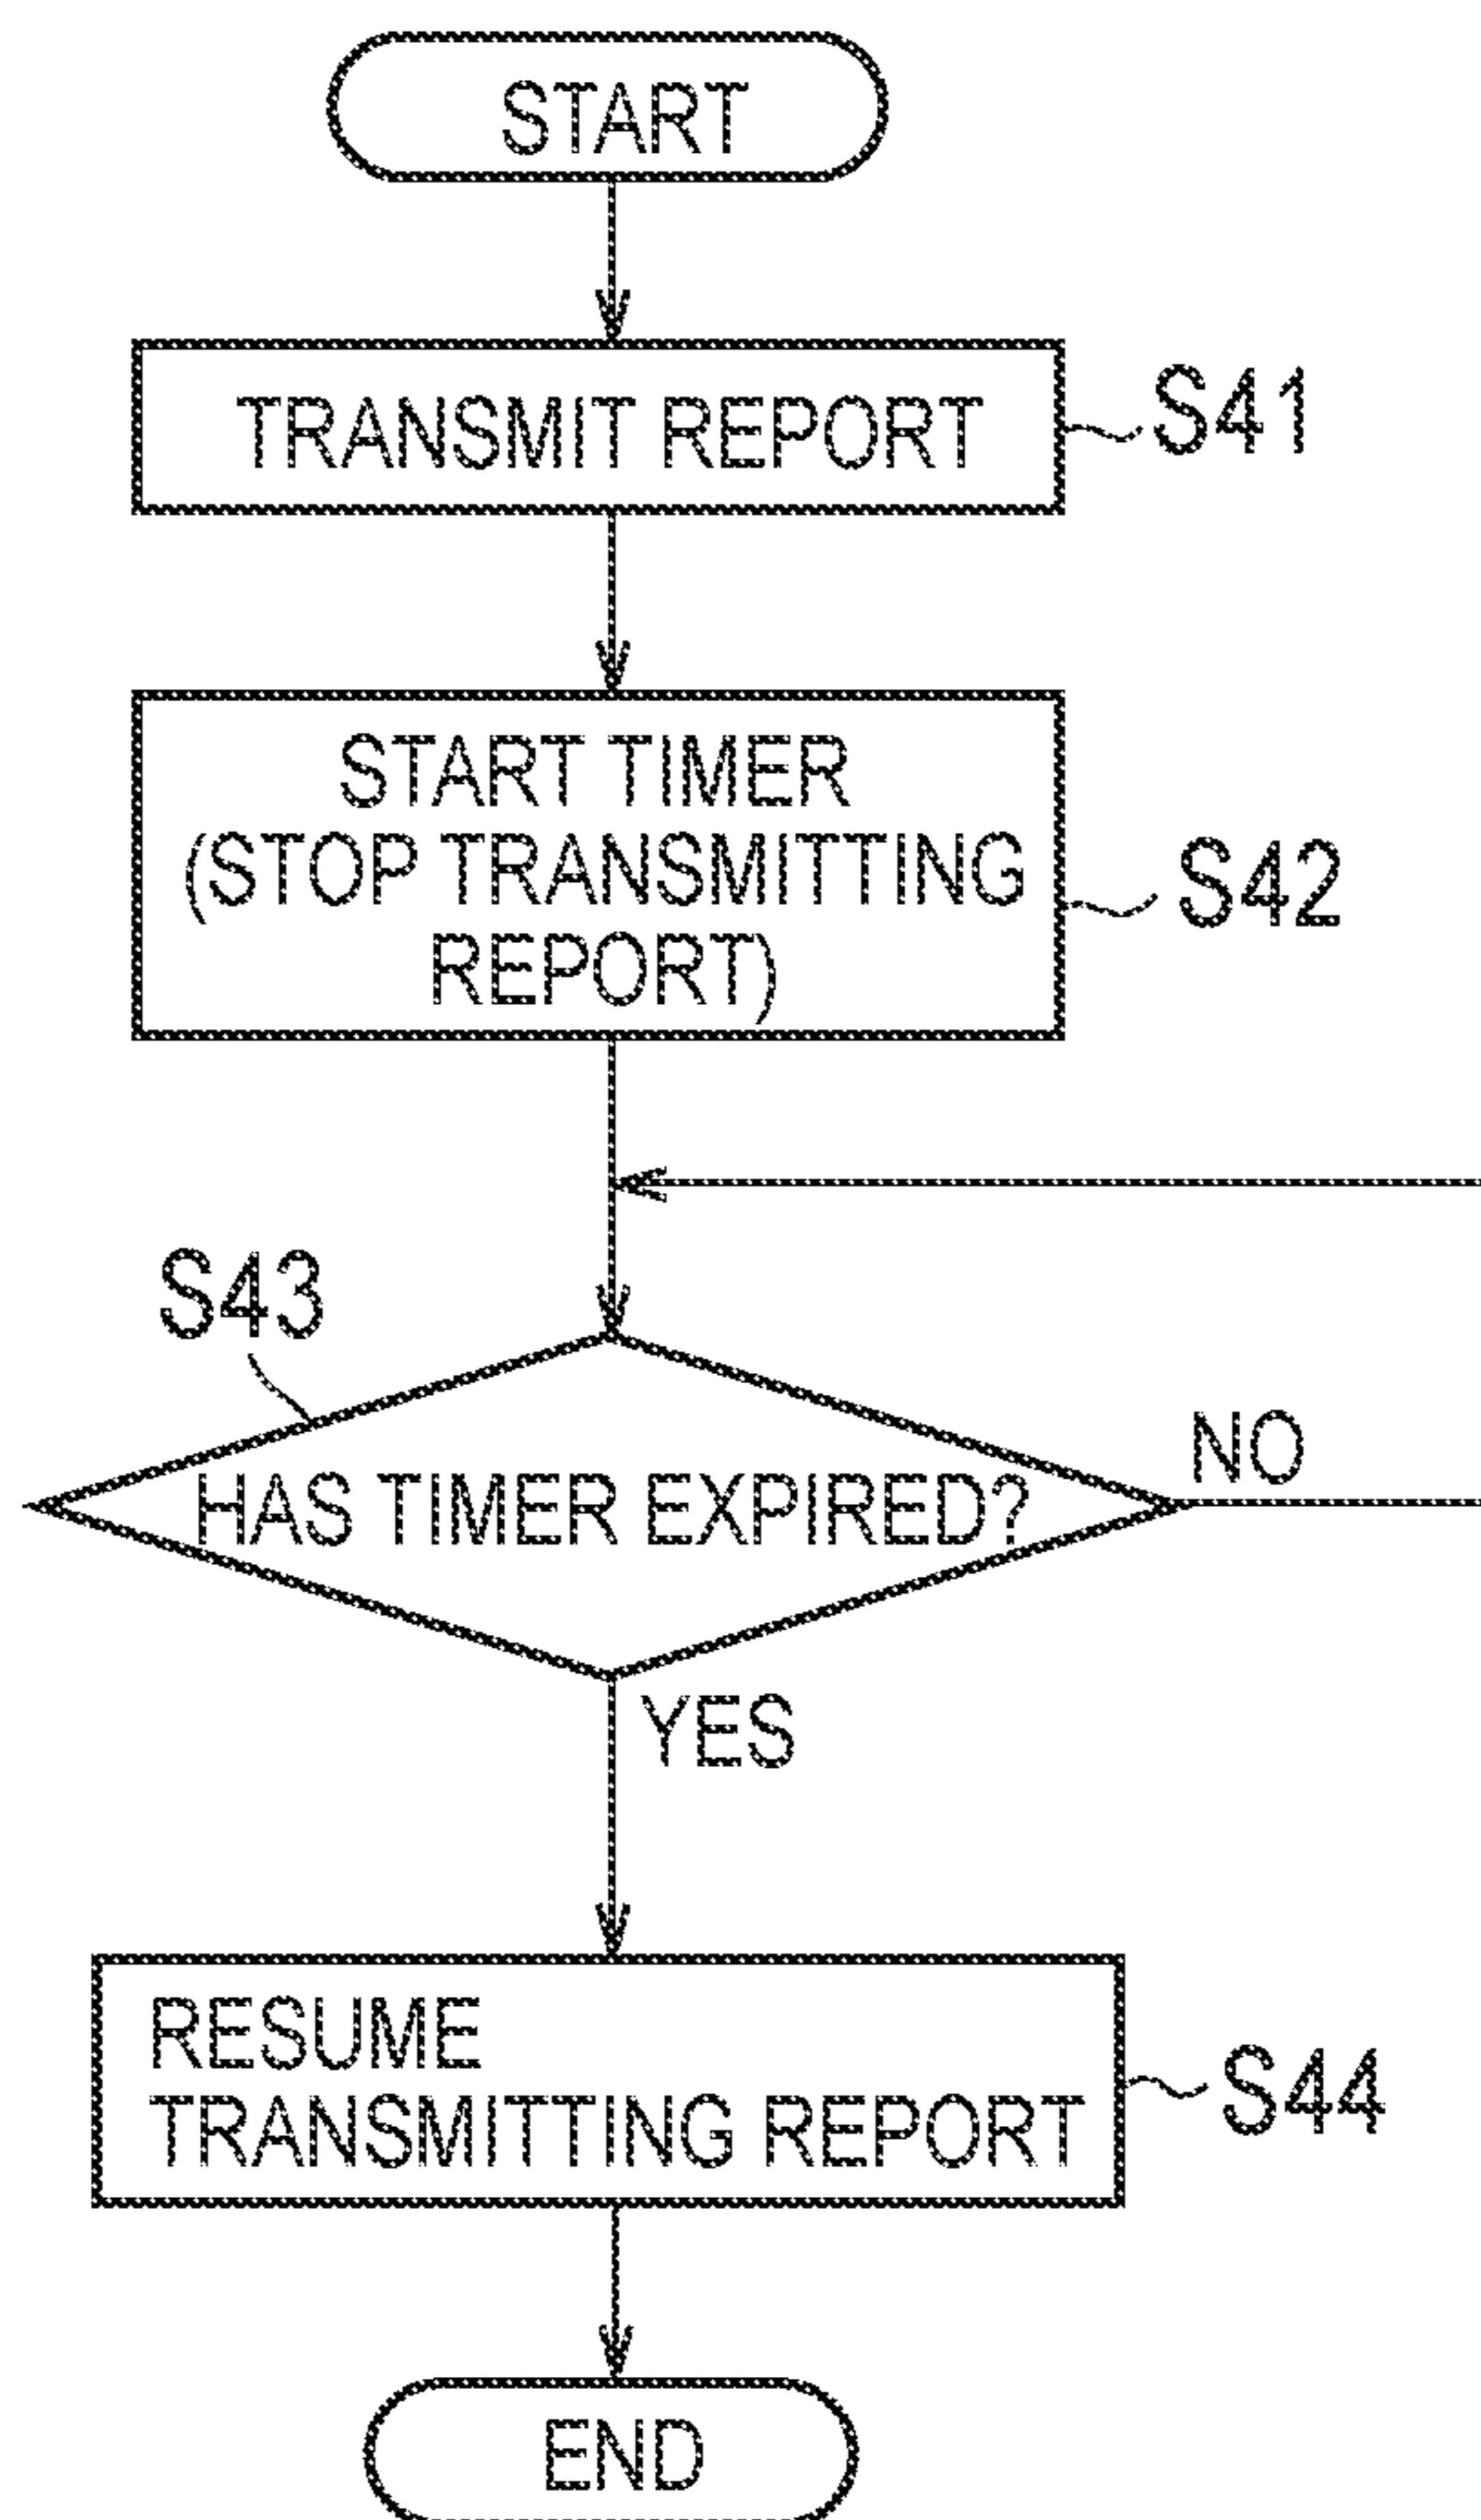 START
TRANSMIT REPORT
S41
START TIMER
(STOP TRANSMITTING
REPORT)
S42
S43
HAS TIMER EXPIRED?
NO
YES
RESUME
TRANSMITTING REPORT
S44
END